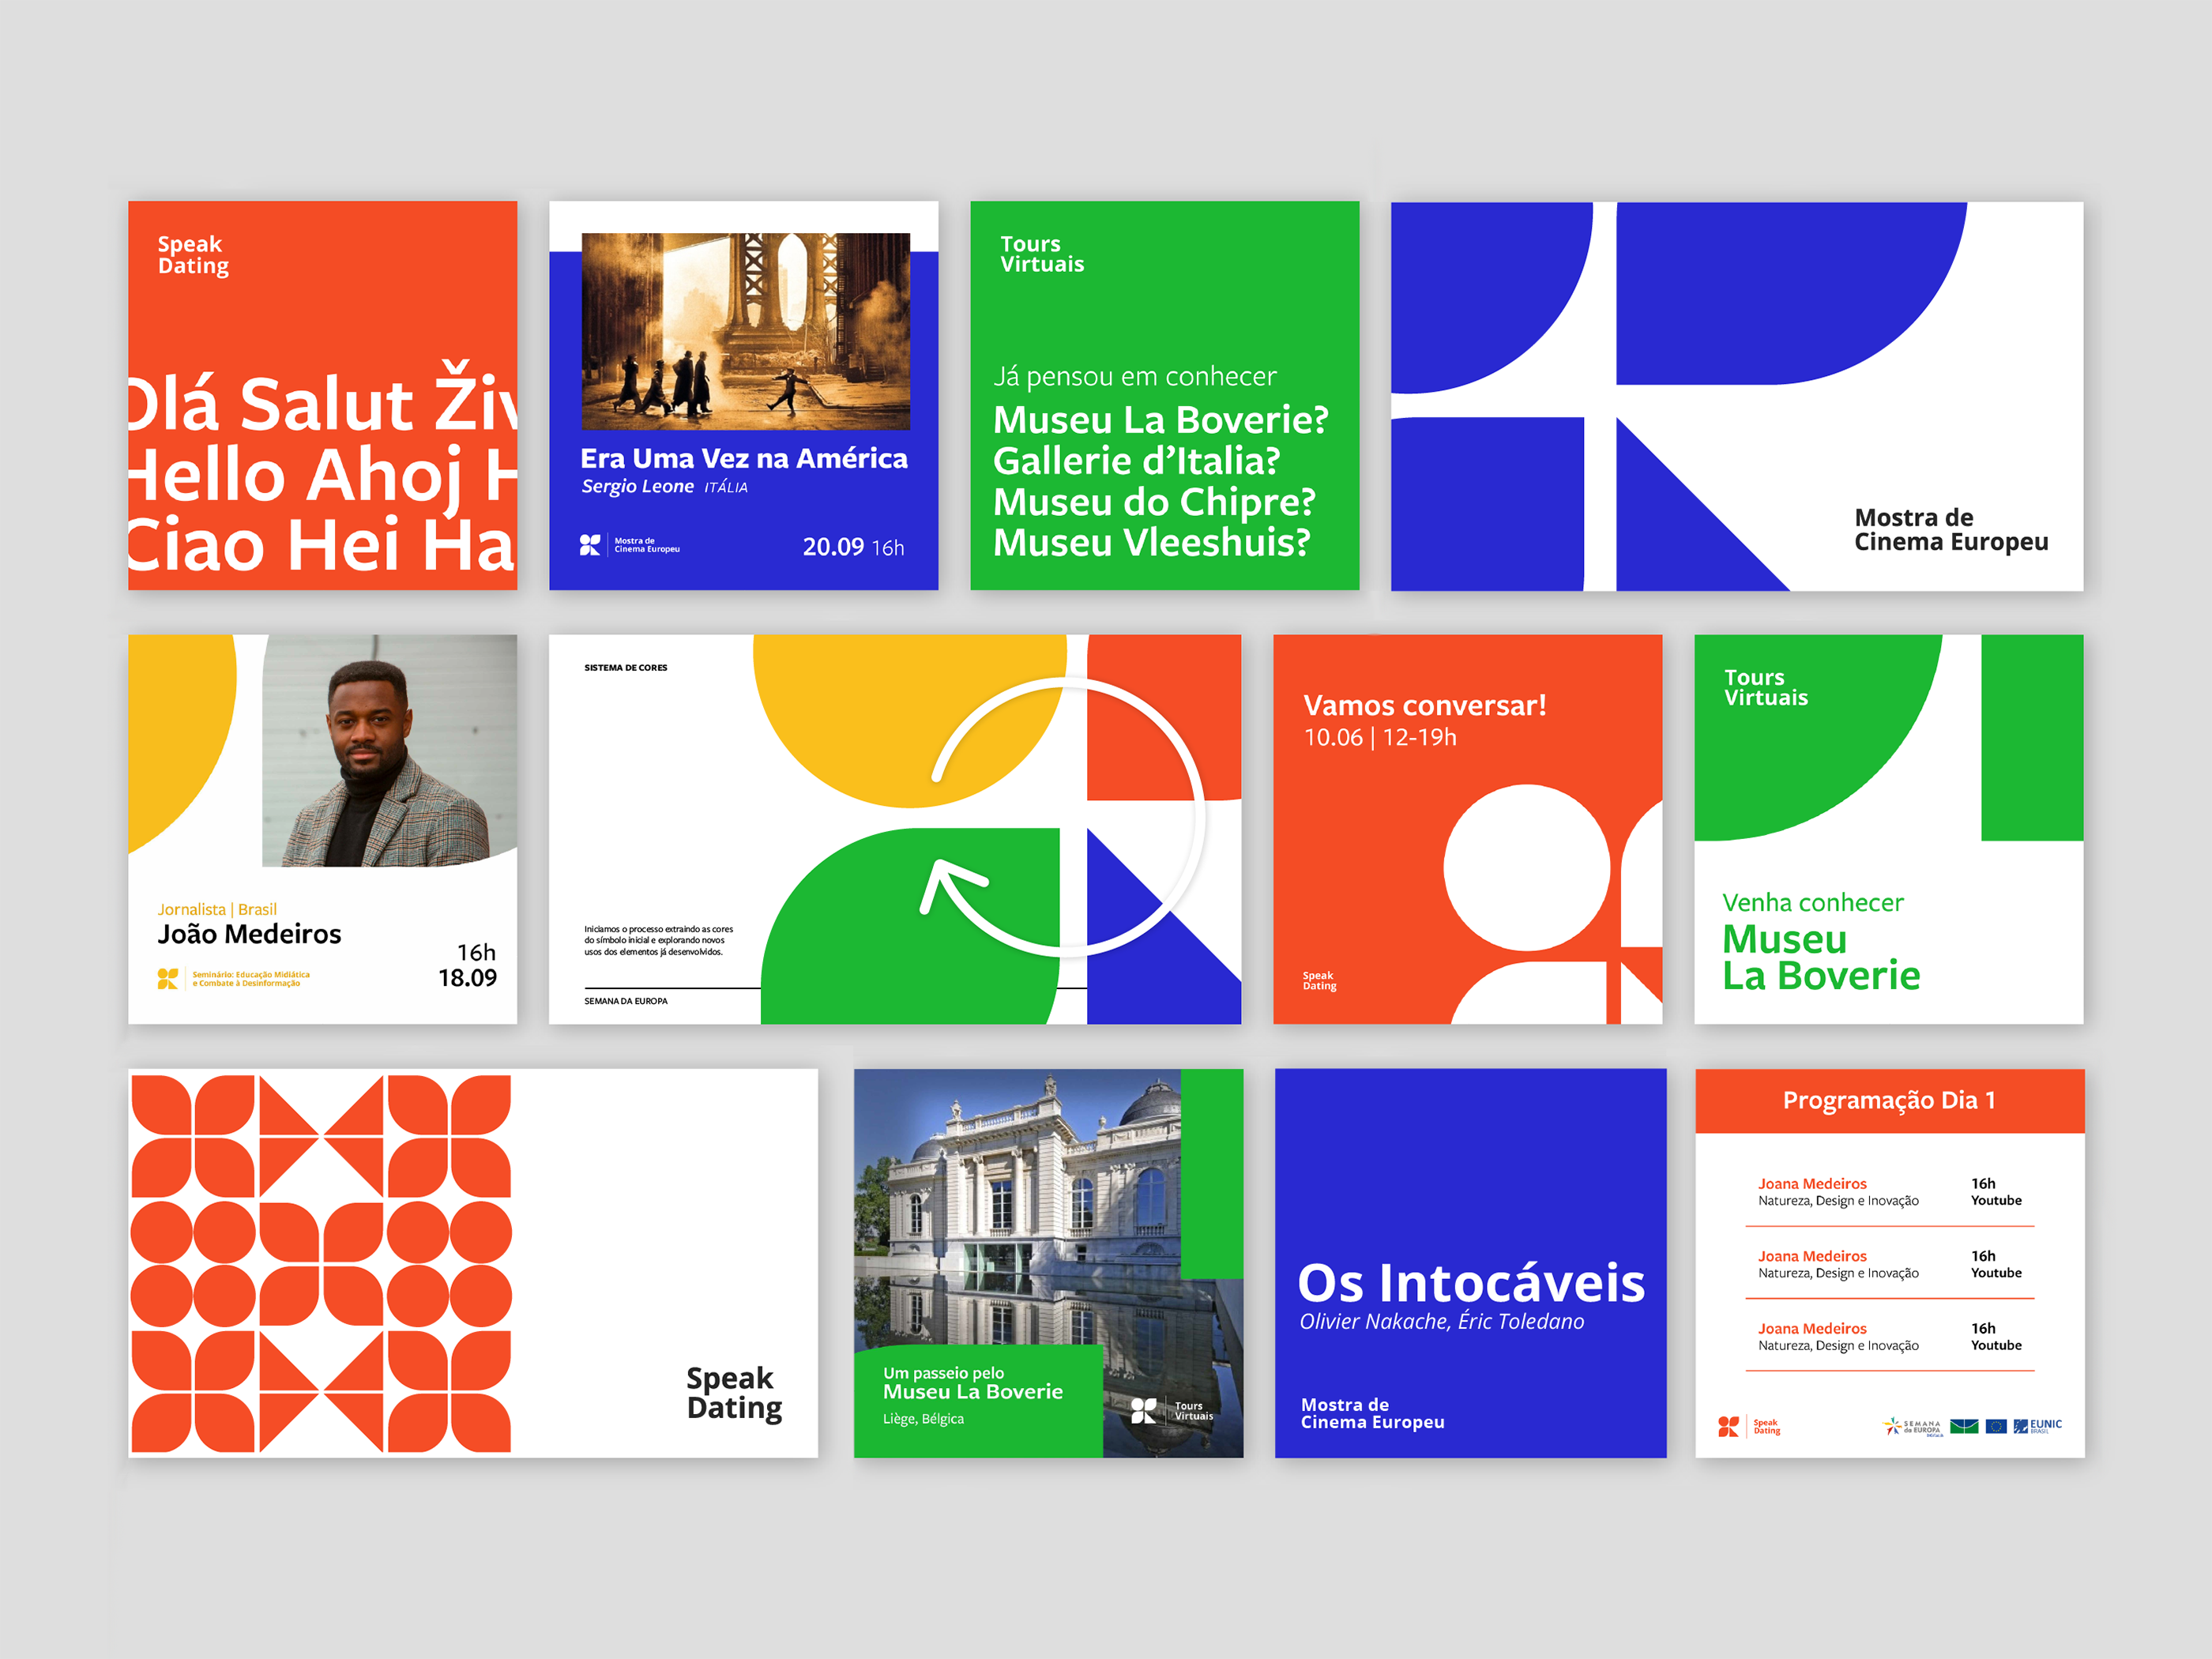 Speak
Dating
Olá Salut Živ
Hello Ahoj H
Ciao Hei Ha
Era Uma Vez na América
Sergio Leone ITÁLIA
Mostra de
Cinema Europeu
20.09 16h
Tours
Virtuais
Já pensou em conhecer
Museu La Boverie?
Gallerie d’Italia?
Museu do Chipre?
Museu Vleeshuis?
Mostra de
Cinema Europeu
Jornalista | Brasil
João Medeiros
16h
18.09
Seminário: Educação Midiática
e Combate à Desinformação
SISTEMA DE CORES
Iniciamos o processo extraindo as cores
do símbolo inicial e explorando novos
usos dos elementos já desenvolvidos.
SEMANA DA EUROPA
Vamos conversar!
10.06 | 12-19h
Speak
Dating
Tours
Virtuais
Venha conhecer
Museu
La Boverie
Speak
Dating
Um passeio pelo
Museu La Boverie
Liège, Bélgica
Tours
Virtuais
Os Intocáveis
Olivier Nakache, Éric Toledano
Mostra de
Cinema Europeu
Programação Dia 1
Joana Medeiros 16h
Natureza, Design e Inovação Youtube
Joana Medeiros 16h
Natureza, Design e Inovação Youtube
Joana Medeiros 16h
Natureza, Design e Inovação Youtube
Speak
Dating
SEMANA
da EUROPA
EUNIC
BRASIL